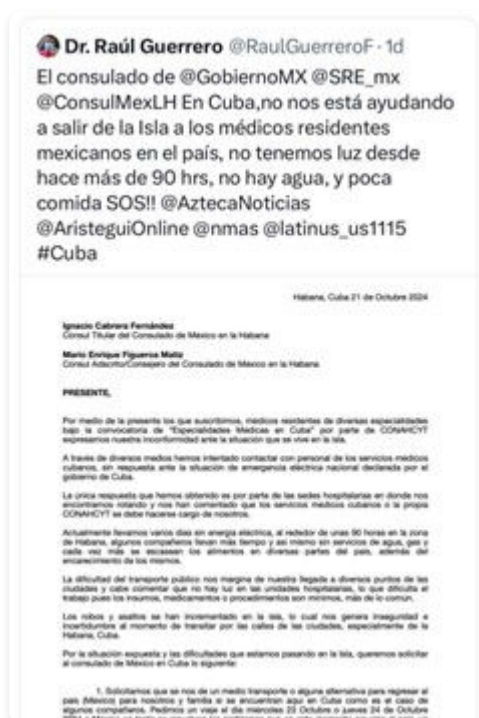 Dr. Raúl Guerrero @RaulGuerreroF · 1d
El consulado de @GobiernoMX @SRE_mx
@ConsulMexLH En Cuba,no nos está ayudando
a salir de la Isla a los médicos residentes
mexicanos en el país, no tenemos luz desde
hace más de 90 hrs, no hay agua, y poca
comida SOS!! @AztecaNoticias
@AristeguiOnline @nmas @latinus_us1115
#Cuba
Habana, Cuba 21 de Octubre 2024
Ignacio Cabrera Fernández
Consul Titular del Consulado de México en la Habana
Mario Enrique Figueroa
Consul Adscrito/Consejero del Consulado de México en la Habana
PRESENTE,
Por medio de la presente los que suscribimos, médicos residentes de diversas especialidades
bajo la convocatoria de "Especialidades Médicas en Cuba" por parte de CONAHCYT
expresamos nuestra inconformidad ante la situación que se vive en la isla.
A través de diversos medios hemos intentado contactar con personal de los servicios médicos
cubanos, sin respuesta ante la situación de emergencia eléctrica nacional declarada por el
gobierno de Cuba.
La única respuesta que hemos obtenido es por parte de las sedes hospitalarias en donde nos
encontramos rotando y nos han comentado que los servicios médicos cubanos o la propia
CONAHCYT se debe hacerse cargo de nosotros.
Actualmente llevamos varios días sin energía eléctrica, al rededor de unas 90 horas en la zona
de Habana, algunos compañeros llevan más tiempo y así mismo sin servicios de agua, gas y
cada vez más se escasean los alimentos en diversas partes del país, además del
encarecimiento de los mismos.
La dificultad del transporte público nos margina de nuestra llegada a diversos puntos de las
ciudades y cabe comentar que no hay luz en las unidades hospitalarias, lo que dificulta el
trabajo pues los insumos, medicamentos o procedimientos son mínimos, más de lo común.
Los robos y asaltos se han incrementado en la isla, lo cual nos genera inseguridad e
incertidumbre al momento de transitar por las calles de las ciudades, especialmente de la
Habana, Cuba.
Por la situación expuesta y las dificultades que estamos pasando en la isla, queremos solicitar
al consulado de México en Cuba lo siguiente:
1. Solicitamos que se nos de un medio transporte o alguna alternativa para regresar al
país (México) para nosotros y familia si se encuentran aquí en Cuba como es el caso de
algunos compañeros. Pedimos un viaje el día miércoles 23 Octubre o jueves 24 de Octubre